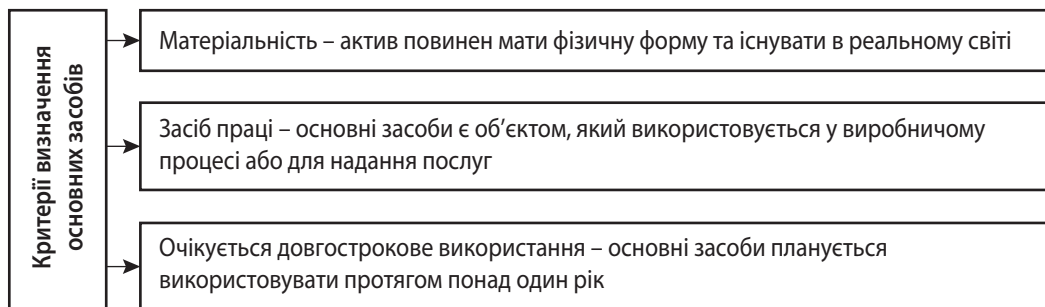 Критерії визначення
основних засобів
Матеріальність – актив повинен мати фізичну форму та існувати в реальному світі
Засіб праці – основні засоби є об’єктом, який використовується у виробничому
процесі або для надання послуг
Очікується довгострокове використання – основні засоби планується
використовувати протягом понад один рік